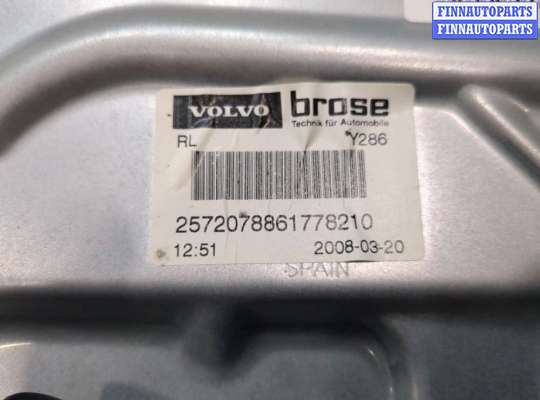 FINNAUTOPARTS
FINNAUTOPARTS
VOLVO brose
Technik für Automobile
RL Y286
2572078861778210
12:51 2008-03-20
SPAIN